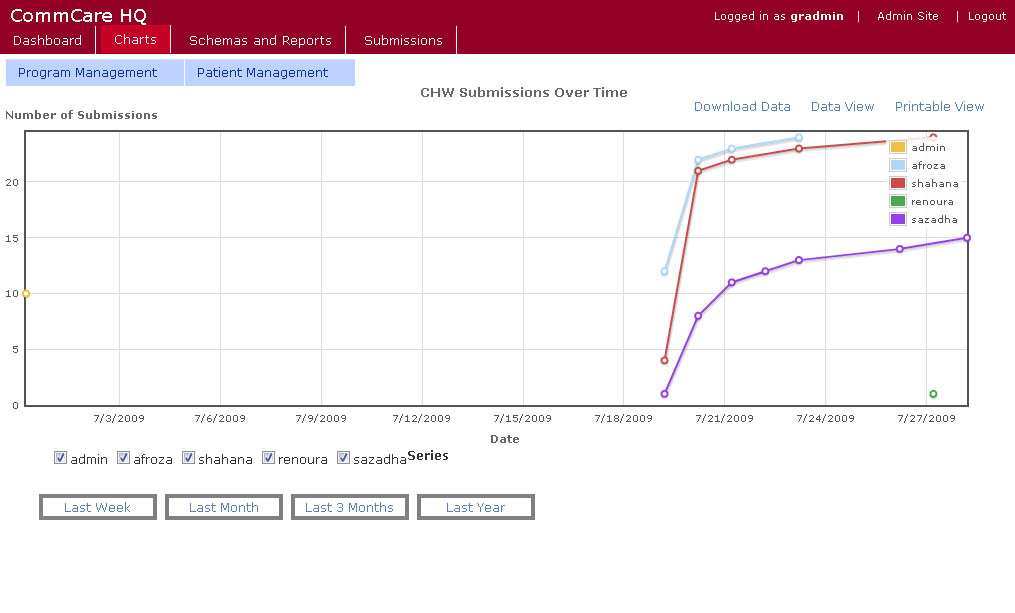 CommCare HQ
Logged in as gradmin | Admin Site | Logout
Dashboard Charts Schemas and Reports Submissions
Program Management Patient Management
CHW Submissions Over Time
Download Data Data View Printable View
Number of Submissions
admin
afroza
shahana
renoura
sazadha
20
15
10
5
0
7/3/2009 7/6/2009 7/9/2009 7/12/2009 7/15/2009 7/18/2009 7/21/2009 7/24/2009 7/27/2009
Date
admin afroza shahana renoura sazadha Series
Last Week Last Month Last 3 Months Last Year